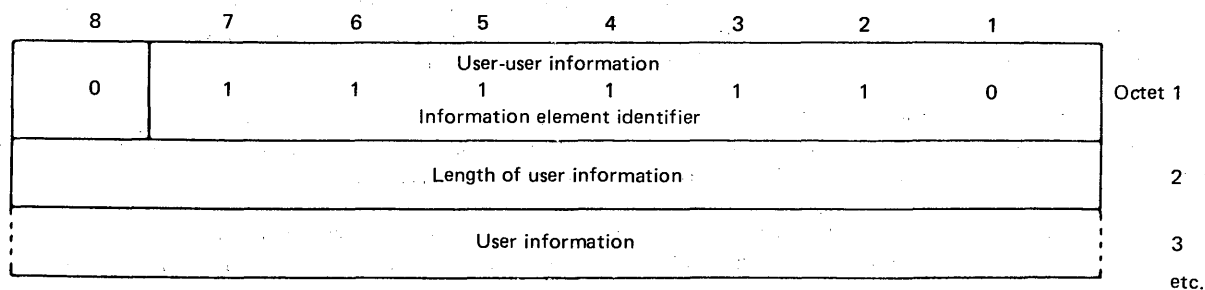 8 7 6 5 4 3 2 1
User-user information
0 1 1 1 1 1 1 0 Octet 1
Information element identifier
Length of user information 2
User information 3
etc.